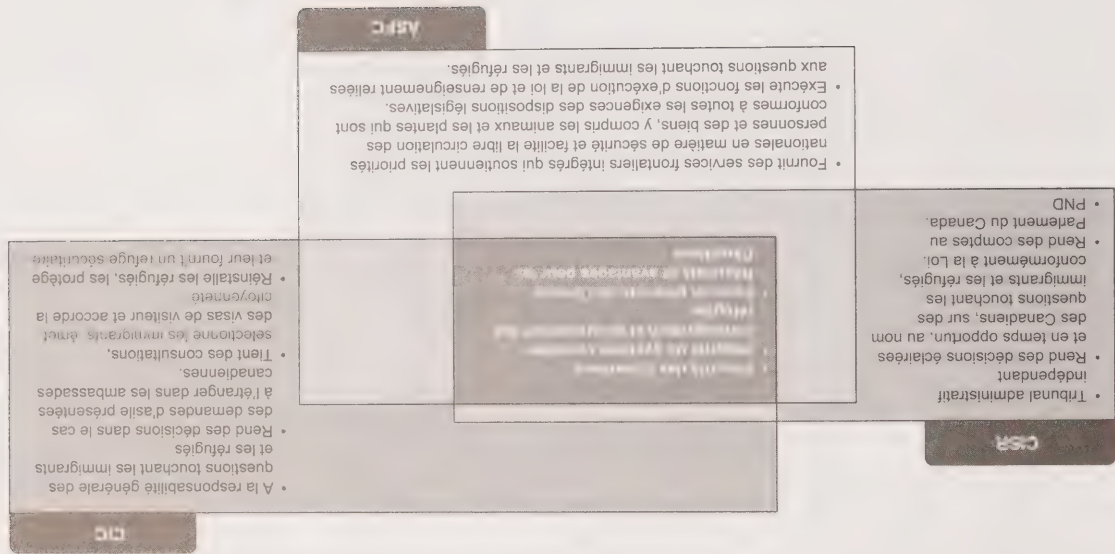 CIC
• A la responsabilité générale des
questions touchant les immigrants
et les réfugiés
• Rend des décisions dans le cas
des demandes d'asile présentées
à l'étranger dans les ambassades
canadiennes.
• Tient des consultations,
sélectionne les immigrants, émet
des visas de visiteur et accorde la
citoyenneté
• Réinstalle les réfugiés, les protège
et leur fournit un refuge sécuritaire
CISR
• Tribunal administratif
indépendant
• Rend des décisions éclairées
et en temps opportun, au nom
des Canadiens, sur des
questions touchant les
immigrants et les réfugiés,
conformément à la Loi.
• Rend des comptes au
Parlement du Canada.
• PND
• Sécurité des Canadiens
avantages pour les
Canadiens
• Fournit des services frontaliers intégrés qui soutiennent les priorités
nationales en matière de sécurité et facilite la libre circulation des
personnes et des biens, y compris les animaux et les plantes qui sont
conformes à toutes les exigences des dispositions législatives.
• Exécute les fonctions d'exécution de la loi et de renseignement reliées
aux questions touchant les immigrants et les réfugiés.
ASFC